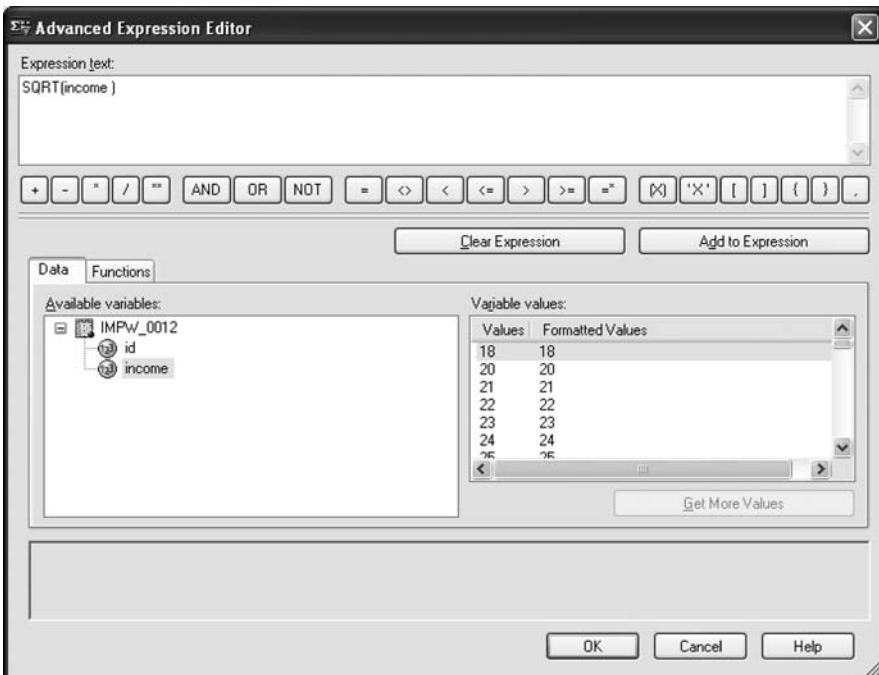 Advanced Expression Editor
Expression text:
SQRT(income )
+ - * / ** AND OR NOT = <> < <= > >= =* (X) 'X' [ ] { } ,
Clear Expression Add to Expression
Data Functions
Available variables:
IMPW_0012
id
income
Variable values:
Values Formatted Values
18 18
20 20
21 21
22 22
23 23
24 24
25 25
Get More Values
OK Cancel Help